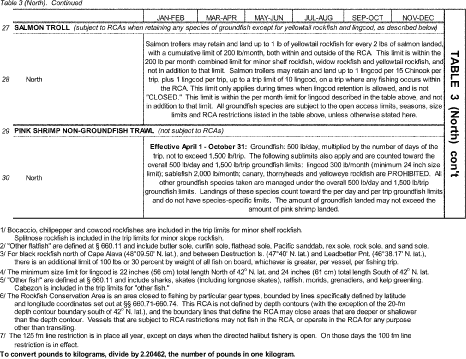 Table 3 (North). Continued
JAN-FEB MAR-APR MAY-JUN JUL-AUG SEP-OCT NOV-DEC
27 SALMON TROLL (subject to RCAs when retaining any species of groundfish except for yellowtail rockfish and lingcod, as described below)
Salmon trollers may retain and land up to 1 lb of yellowtail rockfish for every 2 lbs of salmon landed,
with a cumulative limit of 200 lb/month, both within and outside of the RCA. This limit is within the
200 lb per month combined limit for minor shelf rockfish, widow rockfish and yellowtail rockfish, and
not in addition to that limit. Salmon trollers may retain and land up to 1 lingcod per 15 Chinook per
trip, plus 1 lingcod per trip, up to a trip limit of 10 lingcod, on a trip where any fishing occurs within
28 North
the RCA. This limit only applies during times when lingcod retention is allowed, and is not
"CLOSED." This limit is within the per month limit for lingcod described in the table above, and not
in addition to that limit. All groundfish species are subject to the open access limits, seasons, size
limits and RCA restrictions listed in the table above, unless otherwise stated here.
TABLE 3 (North) con't
29 PINK SHRIMP NON-GROUNDFISH TRAWL (not subject to RCAs)
Effective April 1 - October 31: Groundfish: 500 lb/day, multiplied by the number of days of the
trip, not to exceed 1,500 lb/trip. The following sublimits also apply and are counted toward the
overall 500 lb/day and 1,500 lb/trip groundfish limits: lingcod 300 lb/month (minimum 24 inch size
limit); sablefish 2,000 lb/month; canary, thornyheads and yelloweye rockfish are PROHIBITED. All
30 North
other groundfish species taken are managed under the overall 500 lb/day and 1,500 lb/trip
groundfish limits. Landings of these species count toward the per day and per trip groundfish limits
and do not have species-specific limits. The amount of groundfish landed may not exceed the
amount of pink shrimp landed.
1/ Bocaccio, chilipepper and cowcod rockfishes are included in the trip limits for minor shelf rockfish.
Splitnose rockfish is included in the trip limits for minor slope rockfish.
2/ "Other flatfish" are defined at § 660.11 and include butter sole, curlfin sole, flathead sole, Pacific sanddab, rex sole, rock sole, and sand sole.
3/ For black rockfish north of Cape Alava (48°09.50' N. lat.), and between Destruction Is. (47°40' N. lat.) and Leadbetter Pnt. (46°38.17' N. lat.),
there is an additional limit of 100 lbs or 30 percent by weight of all fish on board, whichever is greater, per vessel, per fishing trip.
4/ The minimum size limit for lingcod is 22 inches (56 cm) total length North of 42° N. lat. and 24 inches (61 cm) total length South of 42° N. lat.
5/ "Other fish" are defined at § 660.11 and include sharks, skates (including longnose skates), ratfish, morids, grenadiers, and kelp greenling.
Cabezon is included in the trip limits for "other fish."
6/ The Rockfish Conservation Area is an area closed to fishing by particular gear types, bounded by lines specifically defined by latitude
and longitude coordinates set out at §§ 660.71-660.74. This RCA is not defined by depth contours (with the exception of the 20-fm
depth contour boundary south of 42° N. lat.), and the boundary lines that define the RCA may close areas that are deeper or shallower
than the depth contour. Vessels that are subject to RCA restrictions may not fish in the RCA, or operate in the RCA for any purpose
other than transiting.
7/ The 125 fm line restriction is in place all year, except on days when the directed halibut fishery is open. On those days the 100 fm line
restriction is in effect.
To convert pounds to kilograms, divide by 2.20462, the number of pounds in one kilogram.